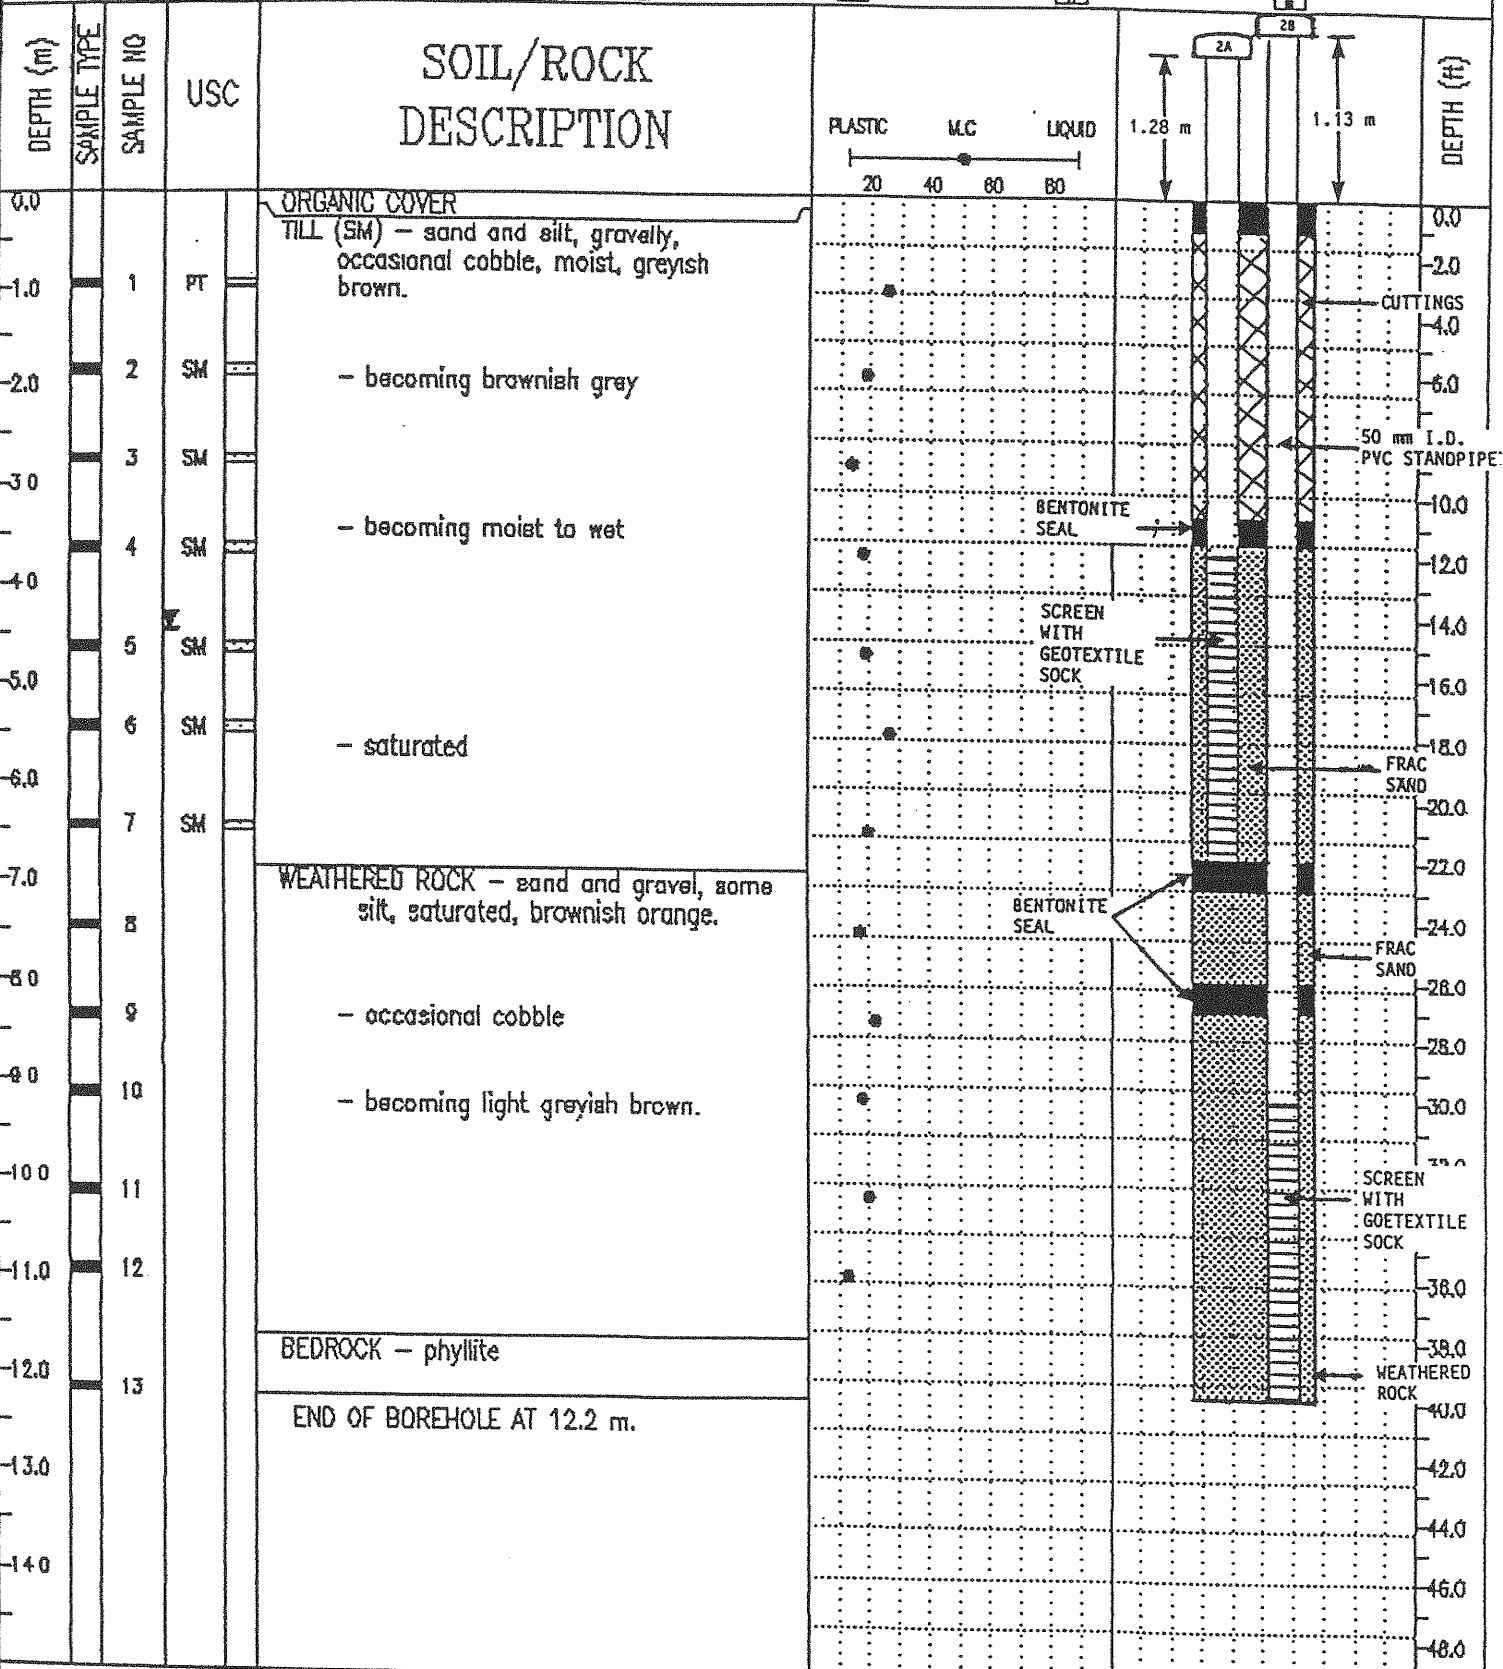 DEPTH (m)
SAMPLE TYPE
SAMPLE NO
USC
SOIL/ROCK
DESCRIPTION
PLASTIC M.C LIQUID
20 40 60 80
2A
2B
1.28 m
1.13 m
DEPTH (ft)
0.0
1.0
2.0
3 0
4 0
5.0
6.0
7.0
8 0
9 0
10 0
11.0
12.0
13.0
14 0
1 PT
2 SM
3 SM
4 SM
5 SM
6 SM
7 SM
8
9
10
11
12
13
ORGANIC COVER
TILL (SM) – sand and silt, gravelly,
occasional cobble, moist, greyish
brown.
– becoming brownish grey
– becoming moist to wet
– saturated
WEATHERED ROCK – sand and gravel, some
silt, saturated, brownish orange.
– occasional cobble
– becoming light greyish brown.
BEDROCK – phyllite
END OF BOREHOLE AT 12.2 m.
CUTTINGS
50 mm I.D.
PVC STANDPIPE
BENTONITE
SEAL
SCREEN
WITH
GEOTEXTILE
SOCK
FRAC
SAND
BENTONITE
SEAL
FRAC
SAND
SCREEN
WITH
GOETEXTILE
SOCK
WEATHERED
ROCK
0.0
2.0
4.0
6.0
10.0
12.0
14.0
16.0
18.0
20.0
22.0
24.0
26.0
28.0
30.0
36.0
38.0
40.0
42.0
44.0
46.0
48.0